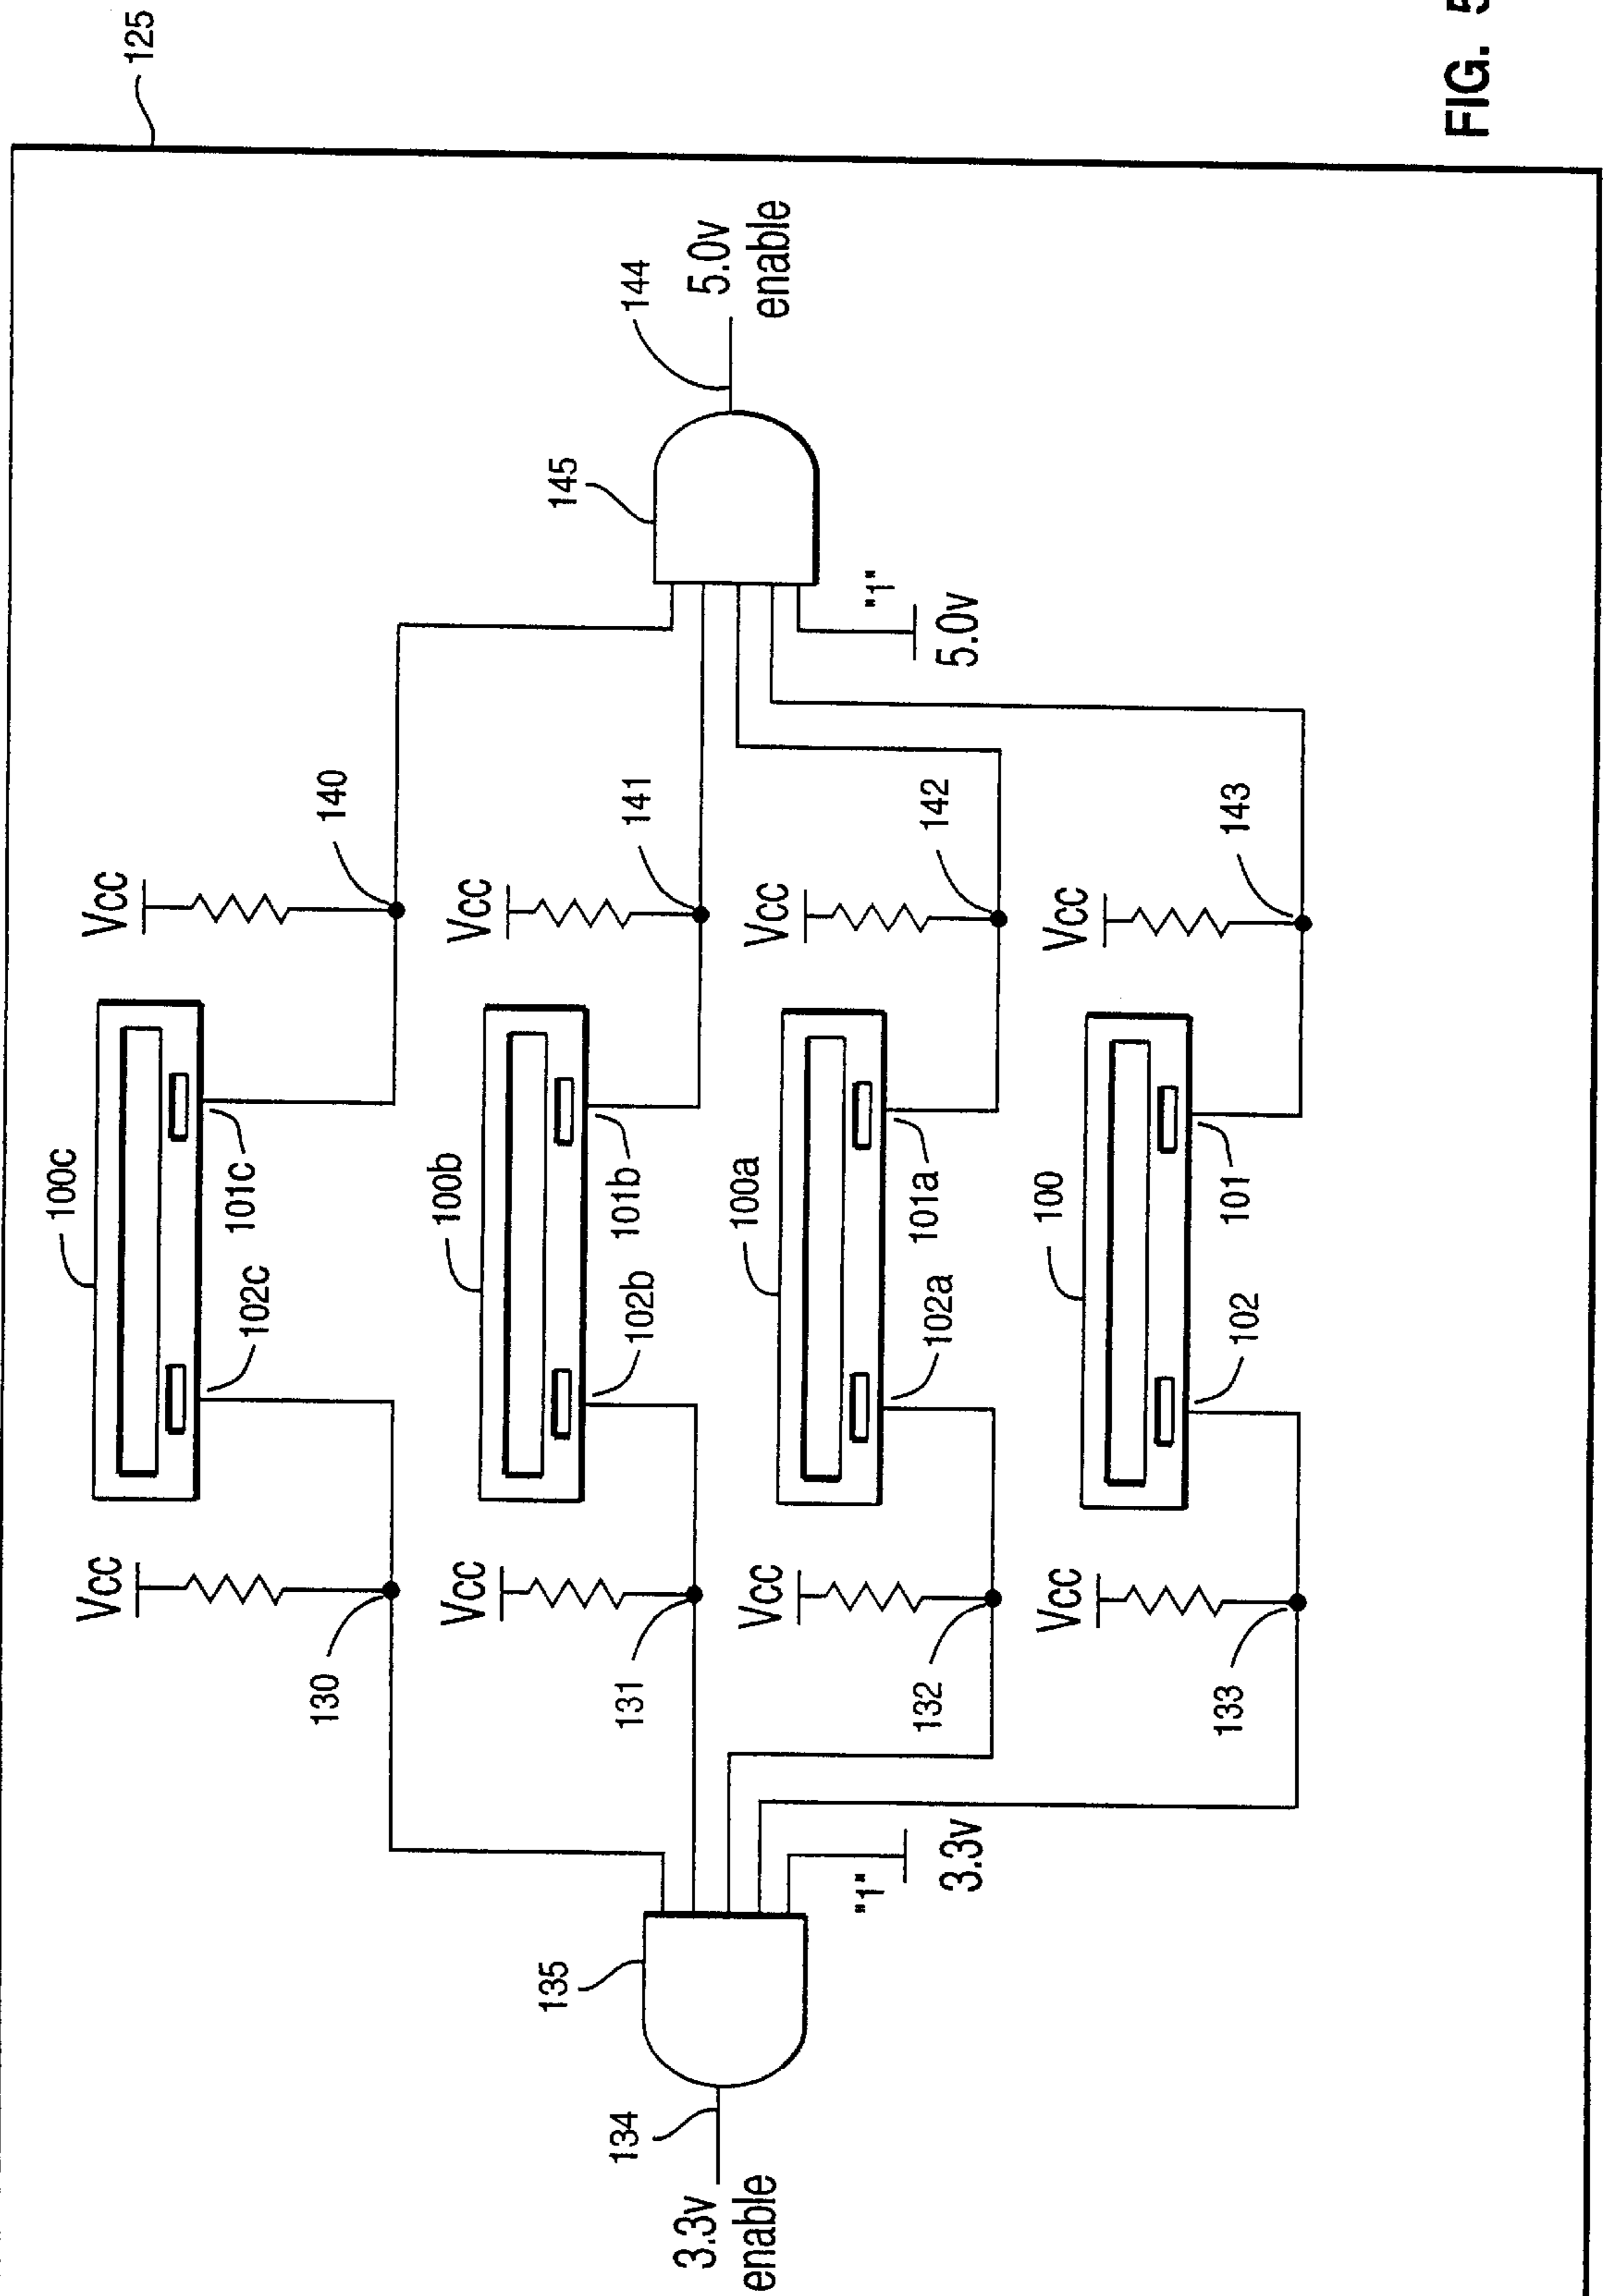 125
Vcc
100c
Vcc
130
102c
101c
140
Vcc
100b
Vcc
131
102b
101b
141
144
5.0v
enable
134
135
145
3.3v
enable
Vcc
100a
Vcc
132
102a
101a
142
"1"
3.3v
"1"
5.0v
Vcc
100
Vcc
133
102
101
143
FIG. 5